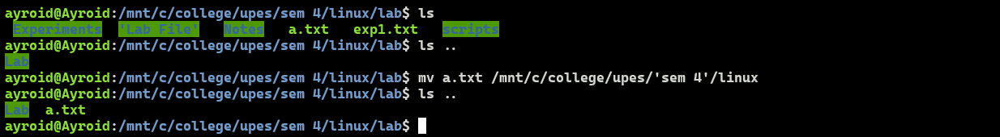 ayroid@Ayroid:/mnt/c/college/upes/sem 4/linux/lab$ ls
Experiments 'Lab File' Notes a.txt exp1.txt scripts
ayroid@Ayroid:/mnt/c/college/upes/sem 4/linux/lab$ ls ..
Lab
ayroid@Ayroid:/mnt/c/college/upes/sem 4/linux/lab$ mv a.txt /mnt/c/college/upes/'sem 4'/linux
ayroid@Ayroid:/mnt/c/college/upes/sem 4/linux/lab$ ls ..
Lab a.txt
ayroid@Ayroid:/mnt/c/college/upes/sem 4/linux/lab$